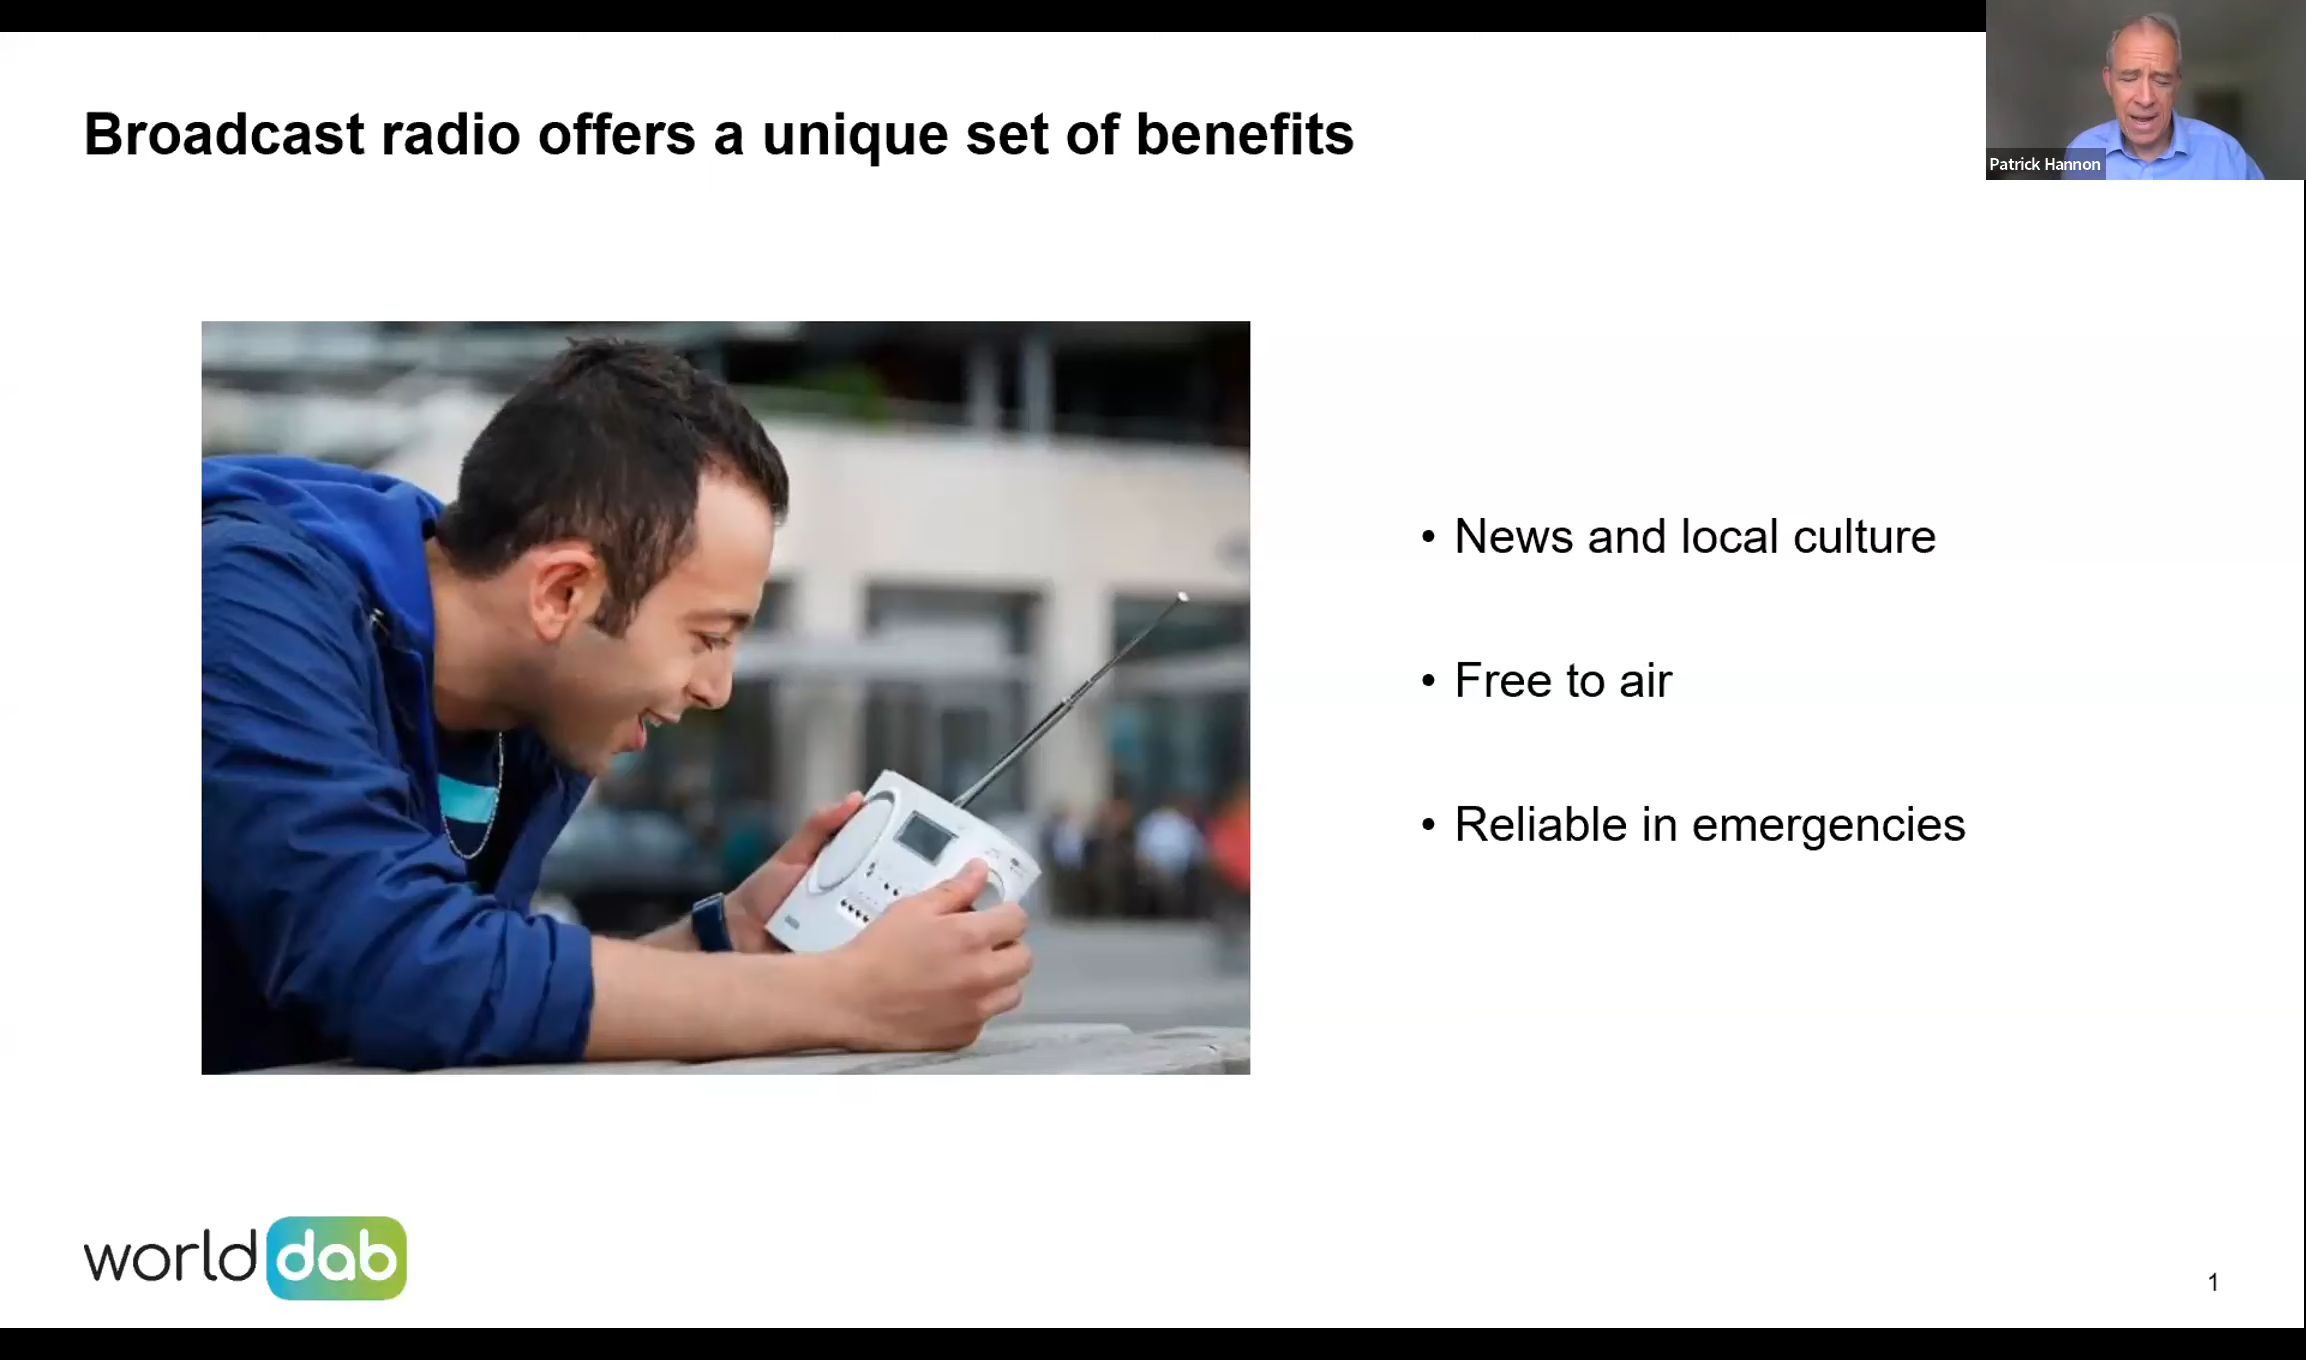 Broadcast radio offers a unique set of benefits
Patrick Hannon
• News and local culture
• Free to air
• Reliable in emergencies
world dab
1